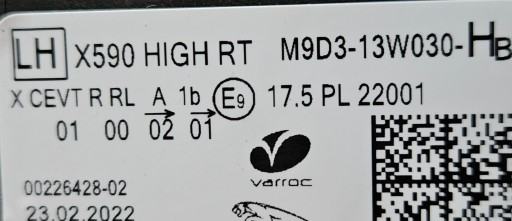 LH X590 HIGH RT M9D3-13W030-HB
X CEVT R RL A 1b E9 17.5 PL 22001
01 00 02 01
varroc
00226428-02
23.02.2022